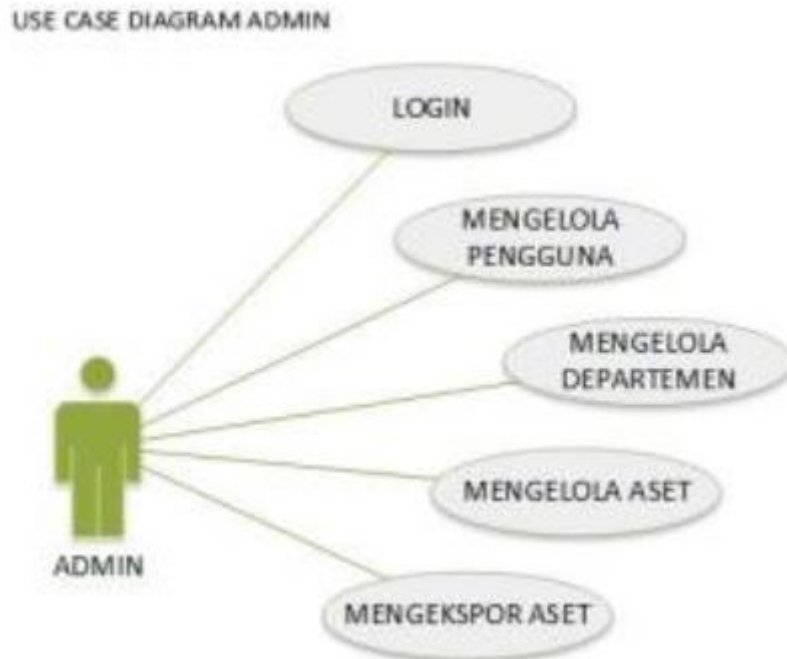 USE CASE DIAGRAM ADMIN
LOGIN
MENGELOLA
PENGGUNA
MENGELOLA
DEPARTEMEN
MENGELOLA ASET
ADMIN
MENGEKSPOR ASET